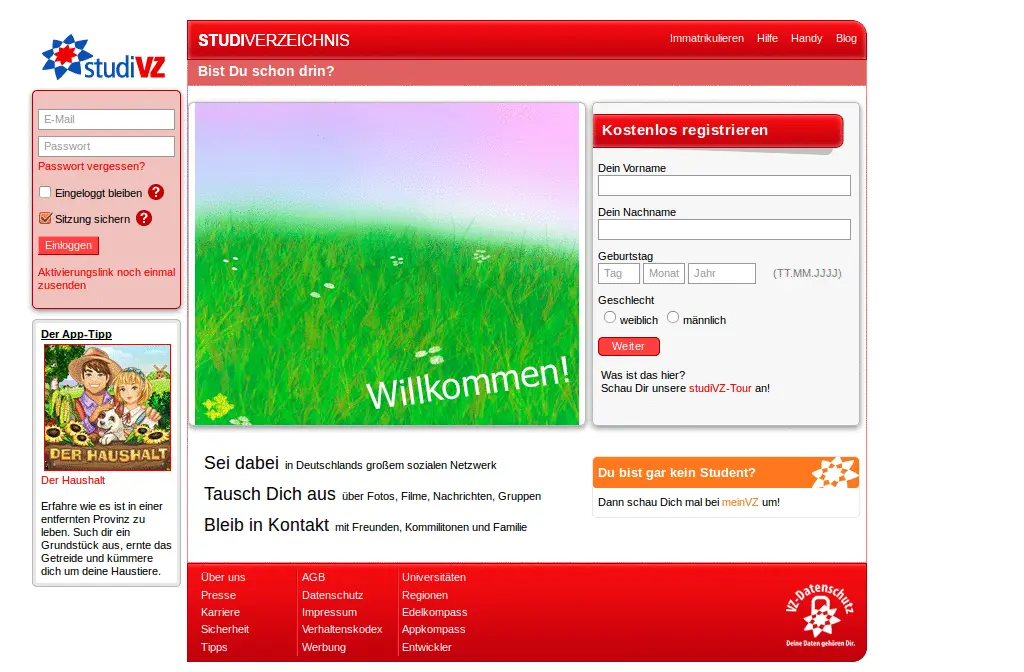 studiVZ
STUDIVERZEICHNIS
Immatrikulieren Hilfe Handy Blog
Bist Du schon drin?
E-Mail
Passwort
Passwort vergessen?
Eingeloggt bleiben ?
Sitzung sichern ?
Einloggen
Aktivierungslink noch einmal
zusenden
Der App-Tipp
DER HAUSHALT
Der Haushalt
Erfahre wie es ist in einer
entfernten Provinz zu
leben. Such dir ein
Grundstück aus, ernte das
Getreide und kümmere
dich um deine Haustiere.
Willkommen!
Kostenlos registrieren
Dein Vorname
Dein Nachname
Geburtstag
Tag Monat Jahr (TT.MM.JJJJ)
Geschlecht
weiblich männlich
Weiter
Was ist das hier?
Schau Dir unsere studiVZ-Tour an!
Sei dabei in Deutschlands großem sozialen Netzwerk
Tausch Dich aus über Fotos, Filme, Nachrichten, Gruppen
Bleib in Kontakt mit Freunden, Kommilitonen und Familie
Du bist gar kein Student?
Dann schau Dich mal bei meinVZ um!
Über uns
Presse
Karriere
Sicherheit
Tipps
AGB
Datenschutz
Impressum
Verhaltenskodex
Werbung
Universitäten
Regionen
Edelkompass
Appkompass
Entwickler
VZ-Datenschutz
Deine Daten gehören Dir.